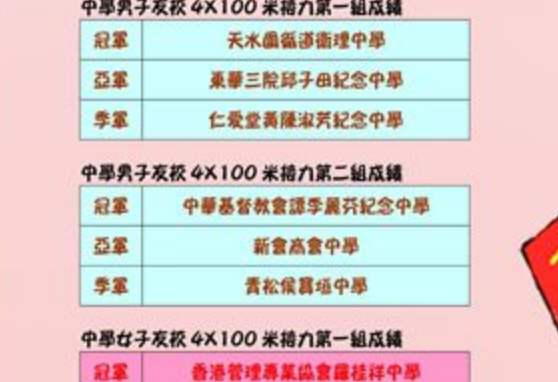 中學男子友校 4X100 米接力第一組成績
冠軍 天水圍循道衞理中學
亞軍 東華三院邱子田紀念中學
季軍 仁愛堂黃陳淑芳紀念中學
中學男子友校 4X100 米接力第二組成績
冠軍 中華基督教會譚李麗芬紀念中學
亞軍 新會商會中學
季軍 青松侯寶垣中學
中學女子友校 4X100 米接力第一組成績
冠軍 香港管理專業協會羅桂祥中學